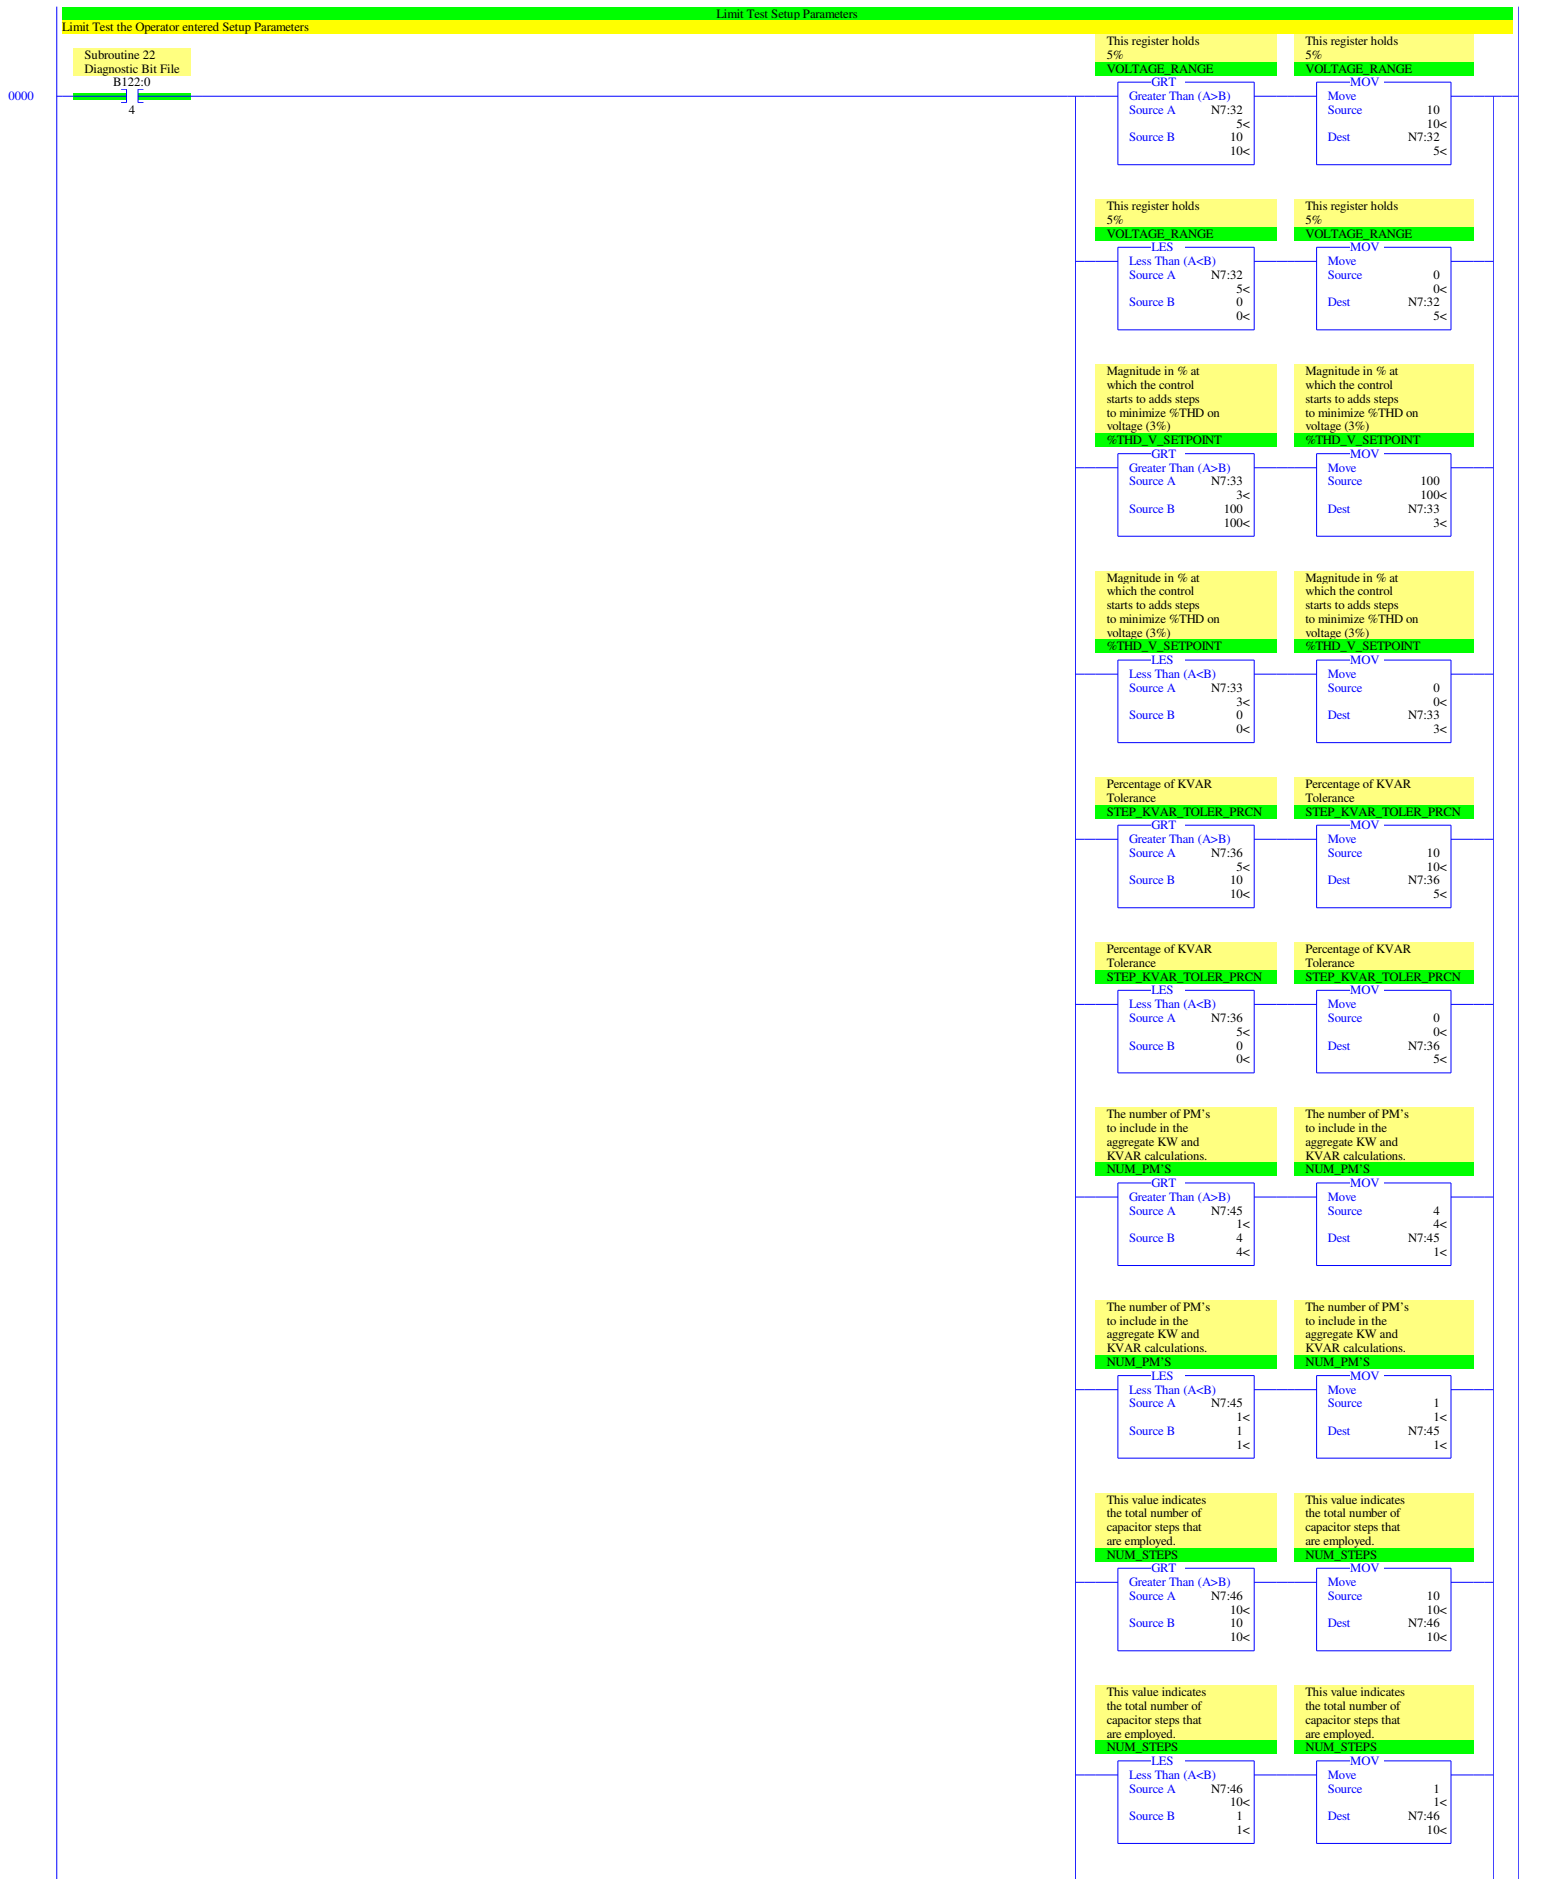 Limit Test Setup Parameters
Limit Test the Operator entered Setup Parameters
Subroutine 22
Diagnostic Bit File
B122:0
4
0000
This register holds
5%
VOLTAGE_RANGE
GRT
Greater Than (A>B)
Source A N7:32
5<
Source B 10
10<
This register holds
5%
VOLTAGE_RANGE
MOV
Move
Source 10
10<
Dest N7:32
5<
This register holds
5%
VOLTAGE_RANGE
LES
Less Than (A<B)
Source A N7:32
5<
Source B 0
0<
This register holds
5%
VOLTAGE_RANGE
MOV
Move
Source 0
0<
Dest N7:32
5<
Magnitude in % at
which the control
starts to adds steps
to minimize %THD on
voltage (3%)
%THD_V_SETPOINT
GRT
Greater Than (A>B)
Source A N7:33
3<
Source B 100
100<
Magnitude in % at
which the control
starts to adds steps
to minimize %THD on
voltage (3%)
%THD_V_SETPOINT
MOV
Move
Source 100
100<
Dest N7:33
3<
Magnitude in % at
which the control
starts to adds steps
to minimize %THD on
voltage (3%)
%THD_V_SETPOINT
LES
Less Than (A<B)
Source A N7:33
3<
Source B 0
0<
Magnitude in % at
which the control
starts to adds steps
to minimize %THD on
voltage (3%)
%THD_V_SETPOINT
MOV
Move
Source 0
0<
Dest N7:33
3<
Percentage of KVAR
Tolerance
STEP_KVAR_TOLER_PRCN
GRT
Greater Than (A>B)
Source A N7:36
5<
Source B 10
10<
Percentage of KVAR
Tolerance
STEP_KVAR_TOLER_PRCN
MOV
Move
Source 10
10<
Dest N7:36
5<
Percentage of KVAR
Tolerance
STEP_KVAR_TOLER_PRCN
LES
Less Than (A<B)
Source A N7:36
5<
Source B 0
0<
Percentage of KVAR
Tolerance
STEP_KVAR_TOLER_PRCN
MOV
Move
Source 0
0<
Dest N7:36
5<
The number of PM's
to include in the
aggregate KW and
KVAR calculations.
NUM_PM'S
GRT
Greater Than (A>B)
Source A N7:45
1<
Source B 4
4<
The number of PM's
to include in the
aggregate KW and
KVAR calculations.
NUM_PM'S
MOV
Move
Source 4
4<
Dest N7:45
1<
The number of PM's
to include in the
aggregate KW and
KVAR calculations.
NUM_PM'S
LES
Less Than (A<B)
Source A N7:45
1<
Source B 1
1<
The number of PM's
to include in the
aggregate KW and
KVAR calculations.
NUM_PM'S
MOV
Move
Source 1
1<
Dest N7:45
1<
This value indicates
the total number of
capacitor steps that
are employed.
NUM_STEPS
GRT
Greater Than (A>B)
Source A N7:46
10<
Source B 10
10<
This value indicates
the total number of
capacitor steps that
are employed.
NUM_STEPS
MOV
Move
Source 10
10<
Dest N7:46
10<
This value indicates
the total number of
capacitor steps that
are employed.
NUM_STEPS
LES
Less Than (A<B)
Source A N7:46
10<
Source B 1
1<
This value indicates
the total number of
capacitor steps that
are employed.
NUM_STEPS
MOV
Move
Source 1
1<
Dest N7:46
10<